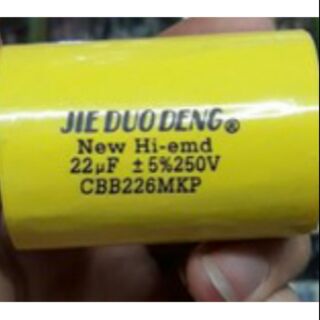 JIE DUO DENG®
New Hi-emd
22µF ±5%250V
CBB226MKP